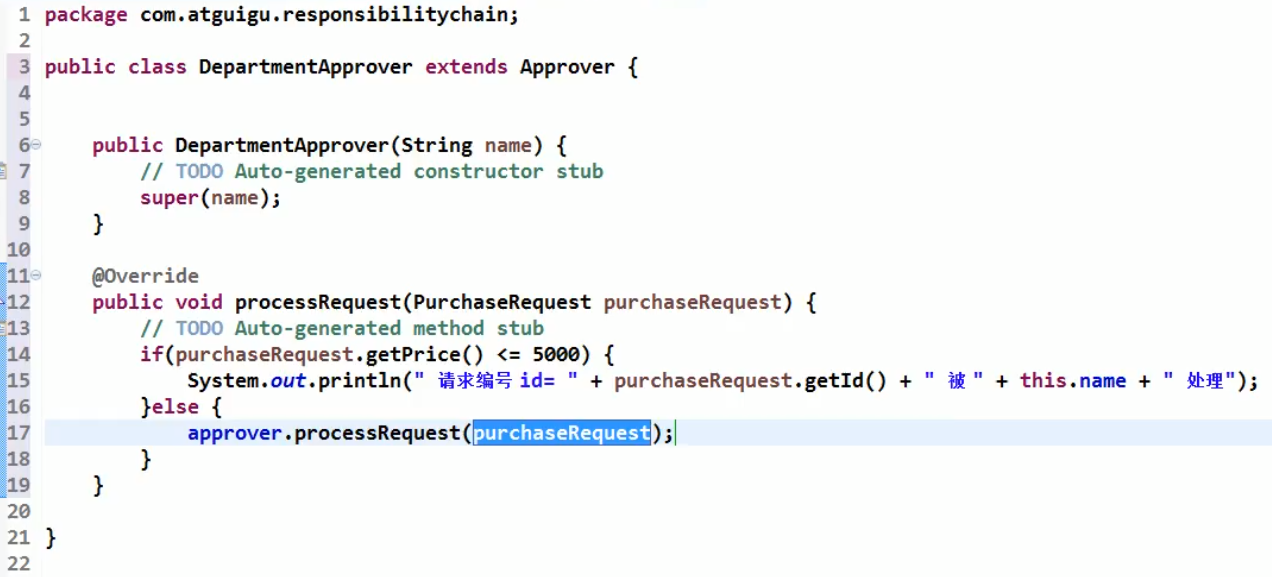 1 package com.atguigu.responsibilitychain;
2
3 public class DepartmentApprover extends Approver {
4
5
6 public DepartmentApprover(String name) {
7 // TODO Auto-generated constructor stub
8 super(name);
9 }
10
11 @Override
12 public void processRequest(PurchaseRequest purchaseRequest) {
13 // TODO Auto-generated method stub
14 if(purchaseRequest.getPrice() <= 5000) {
15 System.out.println(" 请求编号 id= " + purchaseRequest.getId() + " 被 " + this.name + " 处理");
16 }else {
17 approver.processRequest(purchaseRequest);
18 }
19 }
20
21 }
22